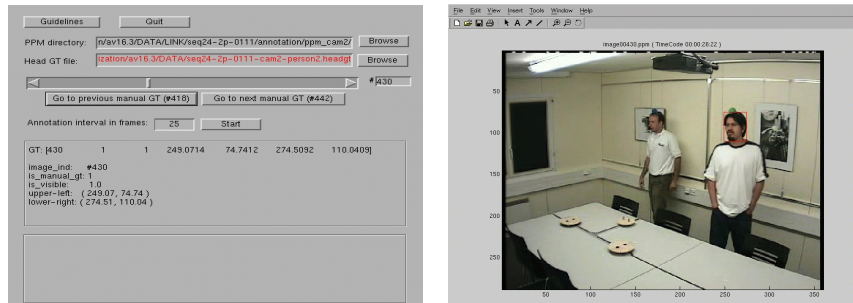 Guidelines Quit
PPM directory: n/av16.3/DATA/LINK/seq24-2p-0111/annotation/ppm_cam2/ Browse
Head GT file: ization/av16.3/DATA/seq24-2p-0111-cam2-person2.headgt Browse
# 430
Go to previous manual GT (#418) Go to next manual GT (#442)
Annotation interval in frames: 25 Start
GT: [430 1 1 249.0714 74.7412 274.5092 110.0409]
image_ind: #430
is_manual_gt: 1
is_visible: 1.0
upper-left: ( 249.07, 74.74 )
lower-right: ( 274.51, 110.04 )
File Edit View Insert Tools Window Help
A
image00430.ppm ( TimeCode 00:00:26:22 )
50
100
150
200
250
50 100 150 200 250 300 350